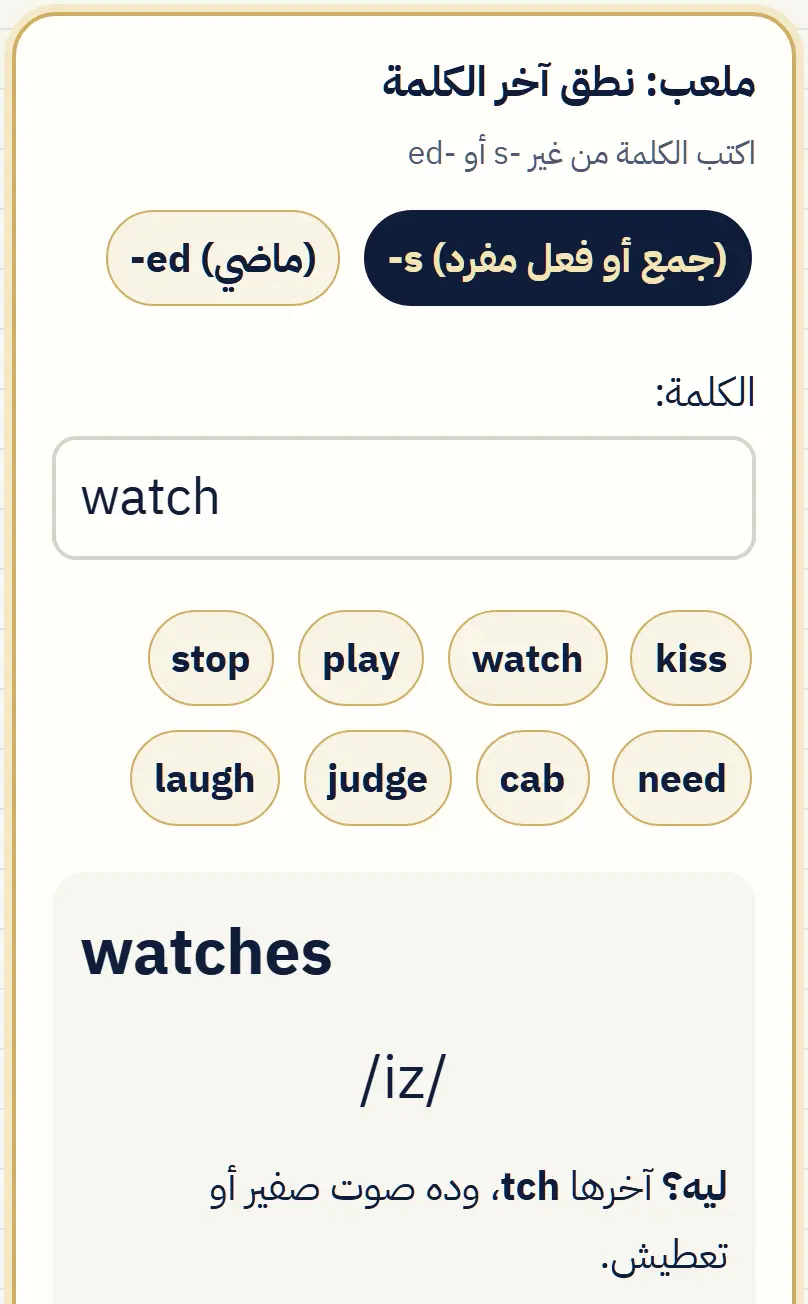 ملعب: نطق آخر الكلمة
اكتب الكلمة من غير -s أو -ed
-s (جمع أو فعل مفرد) -ed (ماضي)
الكلمة:
watch
kiss watch play stop
need cab judge laugh
watches
/iz/
ليه؟ آخرها tch، وده صوت صفير أو
تعطيش.